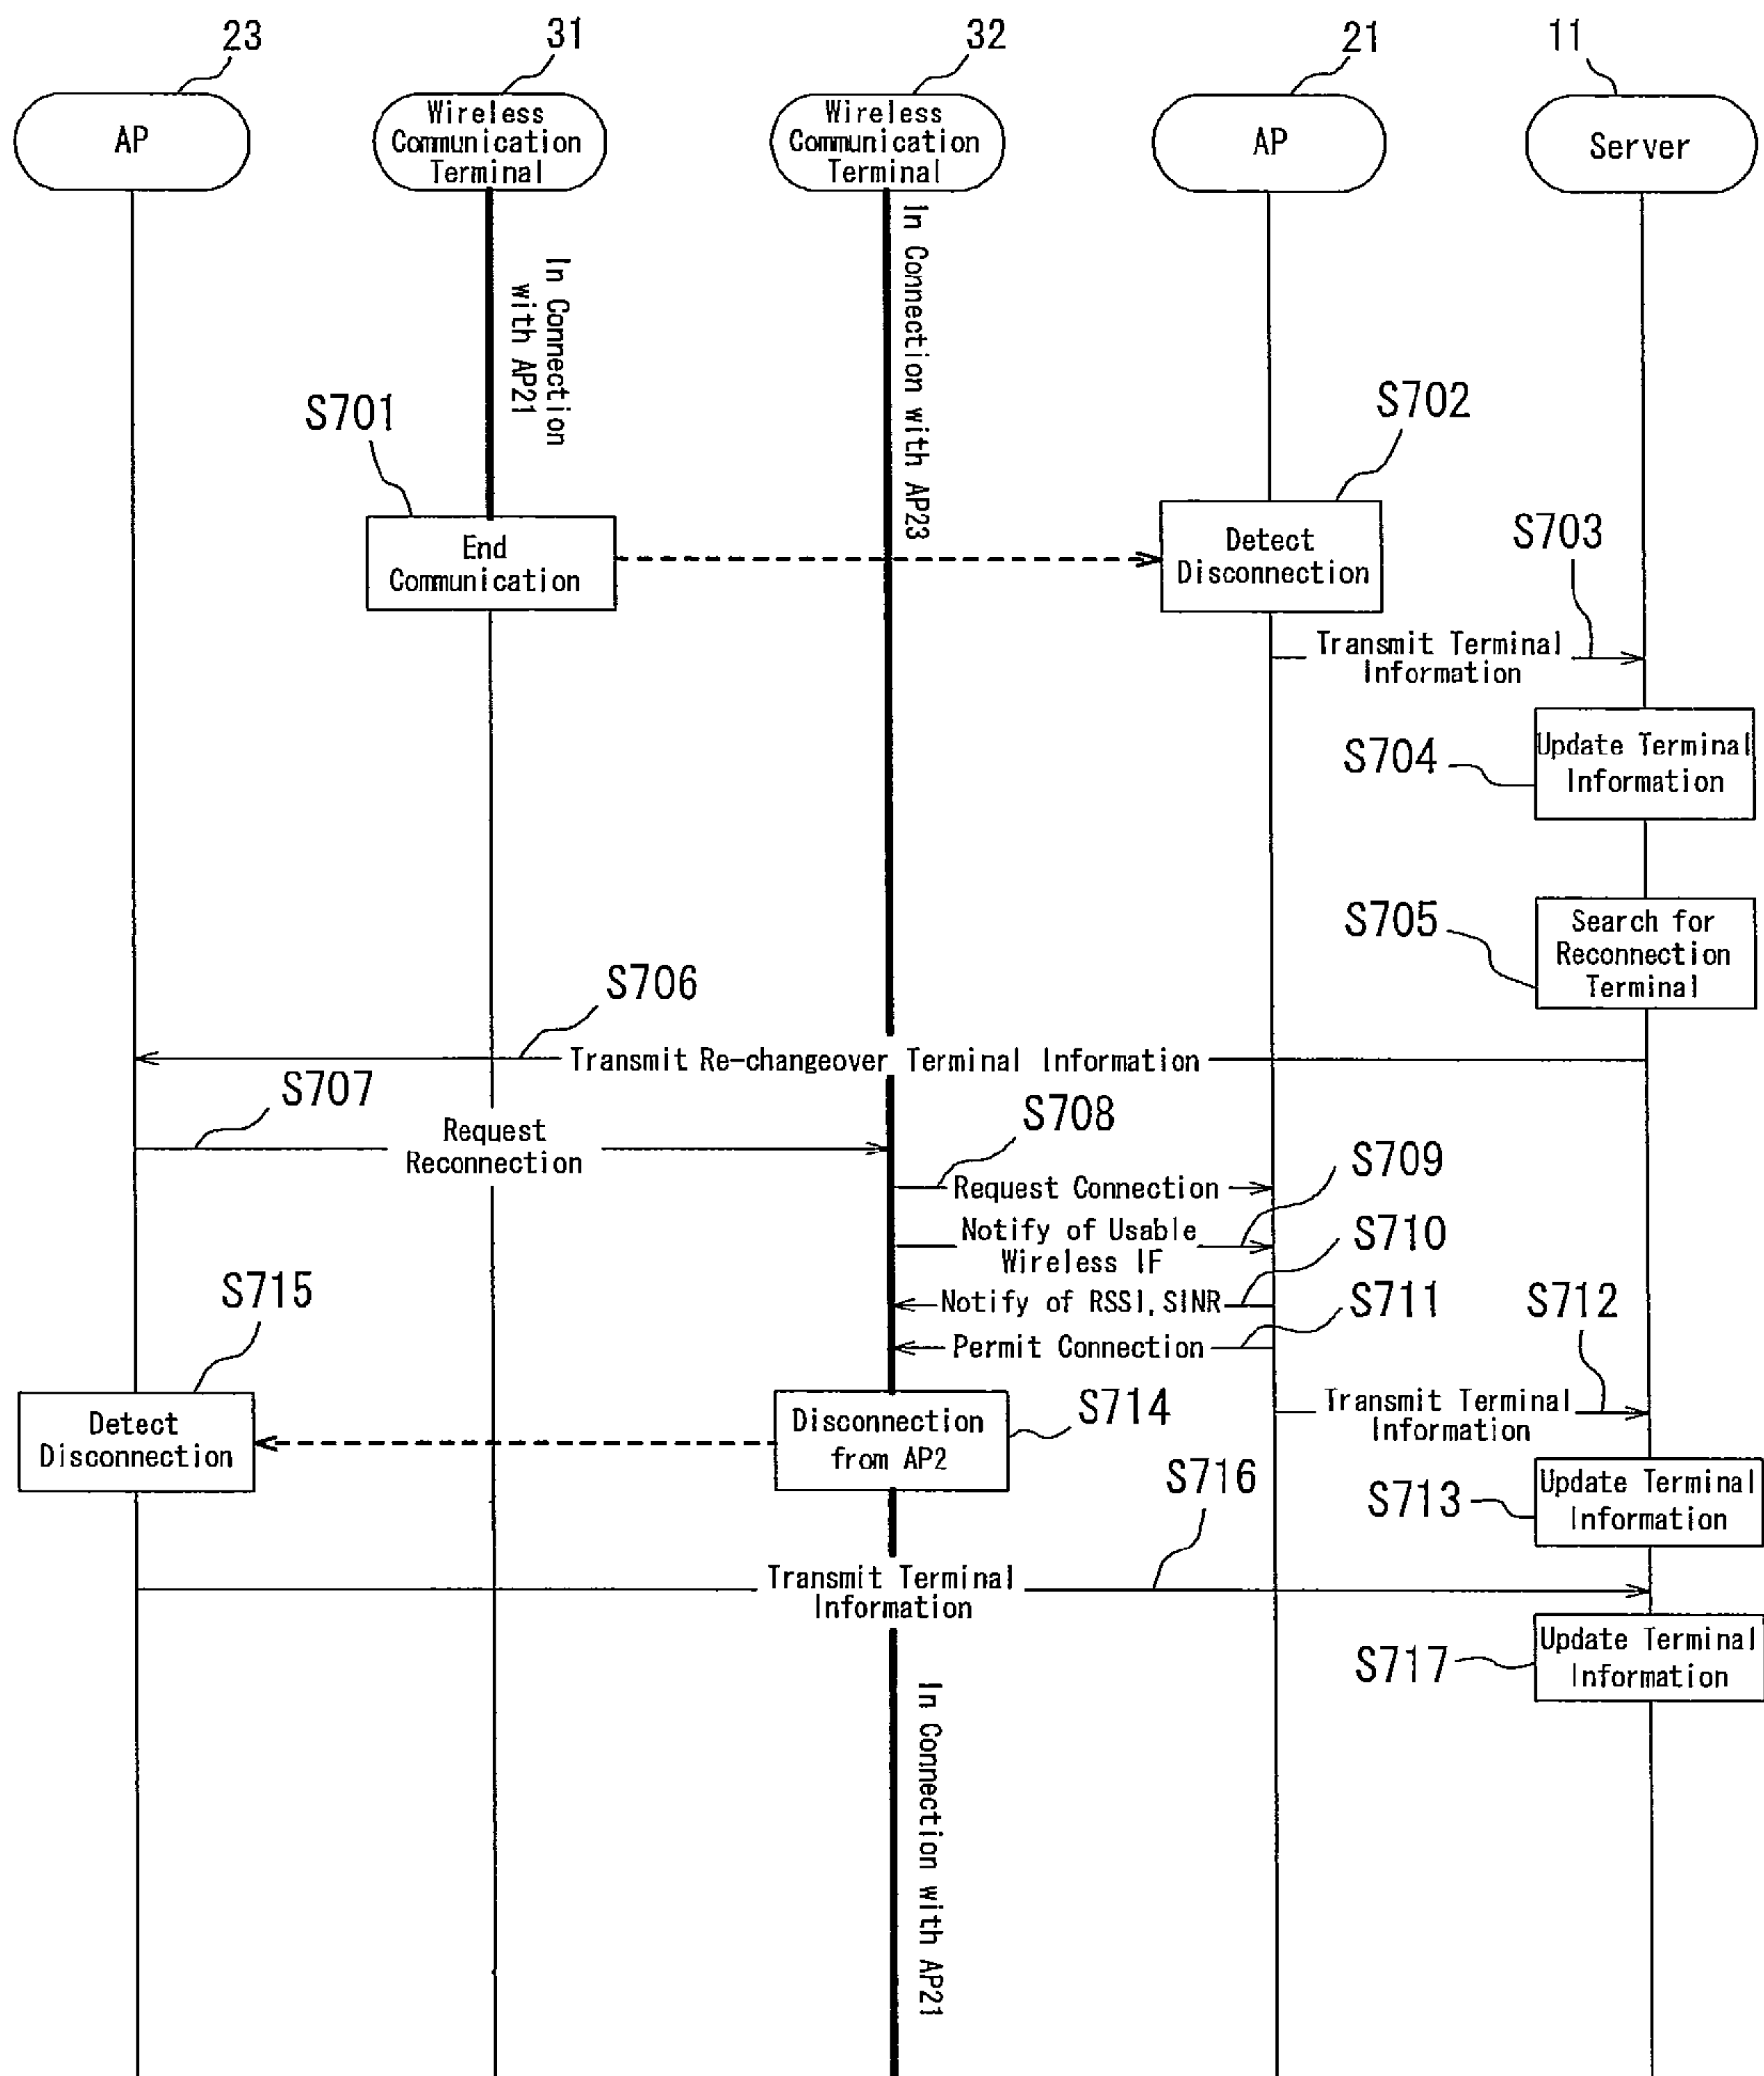 23
31
32
21
11
AP
Wireless
Communication
Terminal
Wireless
Communication
Terminal
AP
Server
In Connection
with AP21
In Connection with AP23
S701
S702
End
Communication
Detect
Disconnection
S703
Transmit Terminal
Information
S704
Update Terminal
Information
S705
Search for
Reconnection
Terminal
S706
Transmit Re-changeover Terminal Information
S707
Request
Reconnection
S708
Request Connection
S709
Notify of Usable
Wireless IF
S710
Notify of RSSI, SINR
S711
Permit Connection
S712
Transmit Terminal
Information
S715
Detect
Disconnection
Disconnection
from AP2
S714
S713
Update Terminal
Information
S716
Transmit Terminal
Information
S717
Update Terminal
Information
In Connection with AP21